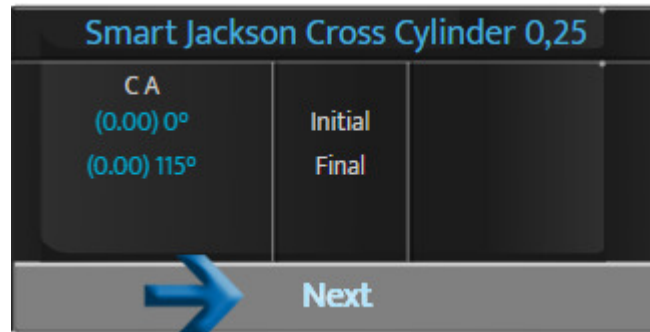 Smart Jackson Cross Cylinder 0,25
C A
(0.00) 0º Initial
(0.00) 115º Final
Next